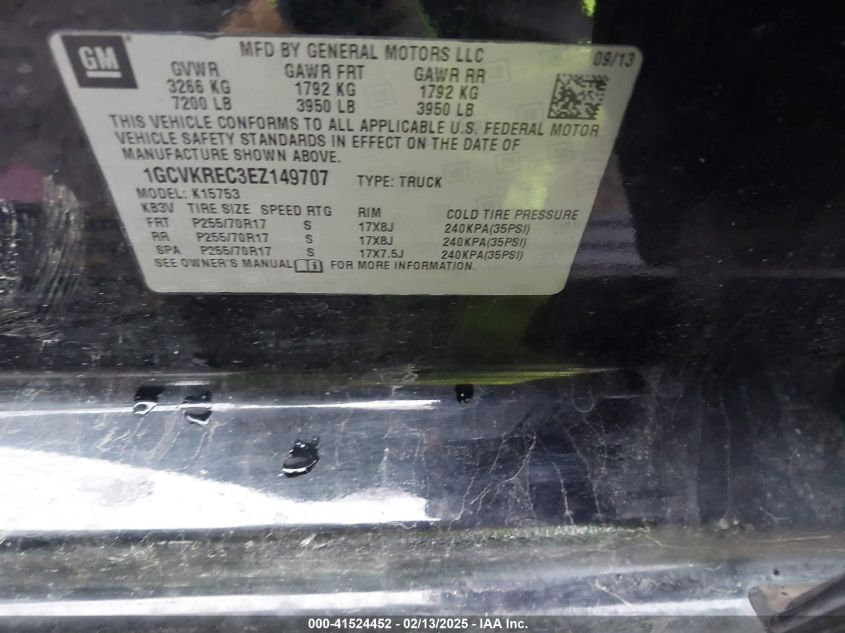 GM
MFD BY GENERAL MOTORS LLC 09/13
GVWR GAWR FRT GAWR RR
3266 KG 1792 KG 1792 KG
7200 LB 3950 LB 3950 LB
THIS VEHICLE CONFORMS TO ALL APPLICABLE U.S. FEDERAL MOTOR
VEHICLE SAFETY STANDARDS IN EFFECT ON THE DATE OF
MANUFACTURE SHOWN ABOVE.
1GCVKREC3EZ149707 TYPE: TRUCK
MODEL: K15753
KB3V TIRE SIZE SPEED RTG RIM COLD TIRE PRESSURE
FRT P255/70R17 S 17X8J 240KPA(35PSI)
RR P255/70R17 S 17X8J 240KPA(35PSI)
SPA P255/70R17 S 17X7.5J 240KPA(35PSI)
SEE OWNER'S MANUAL FOR MORE INFORMATION.
000-41524452 - 02/13/2025 - IAA Inc.